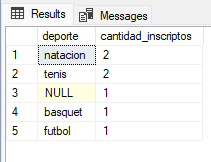 Results Messages
deporte cantidad_inscriptos
1 natacion 2
2 tenis 2
3 NULL 1
4 basquet 1
5 futbol 1